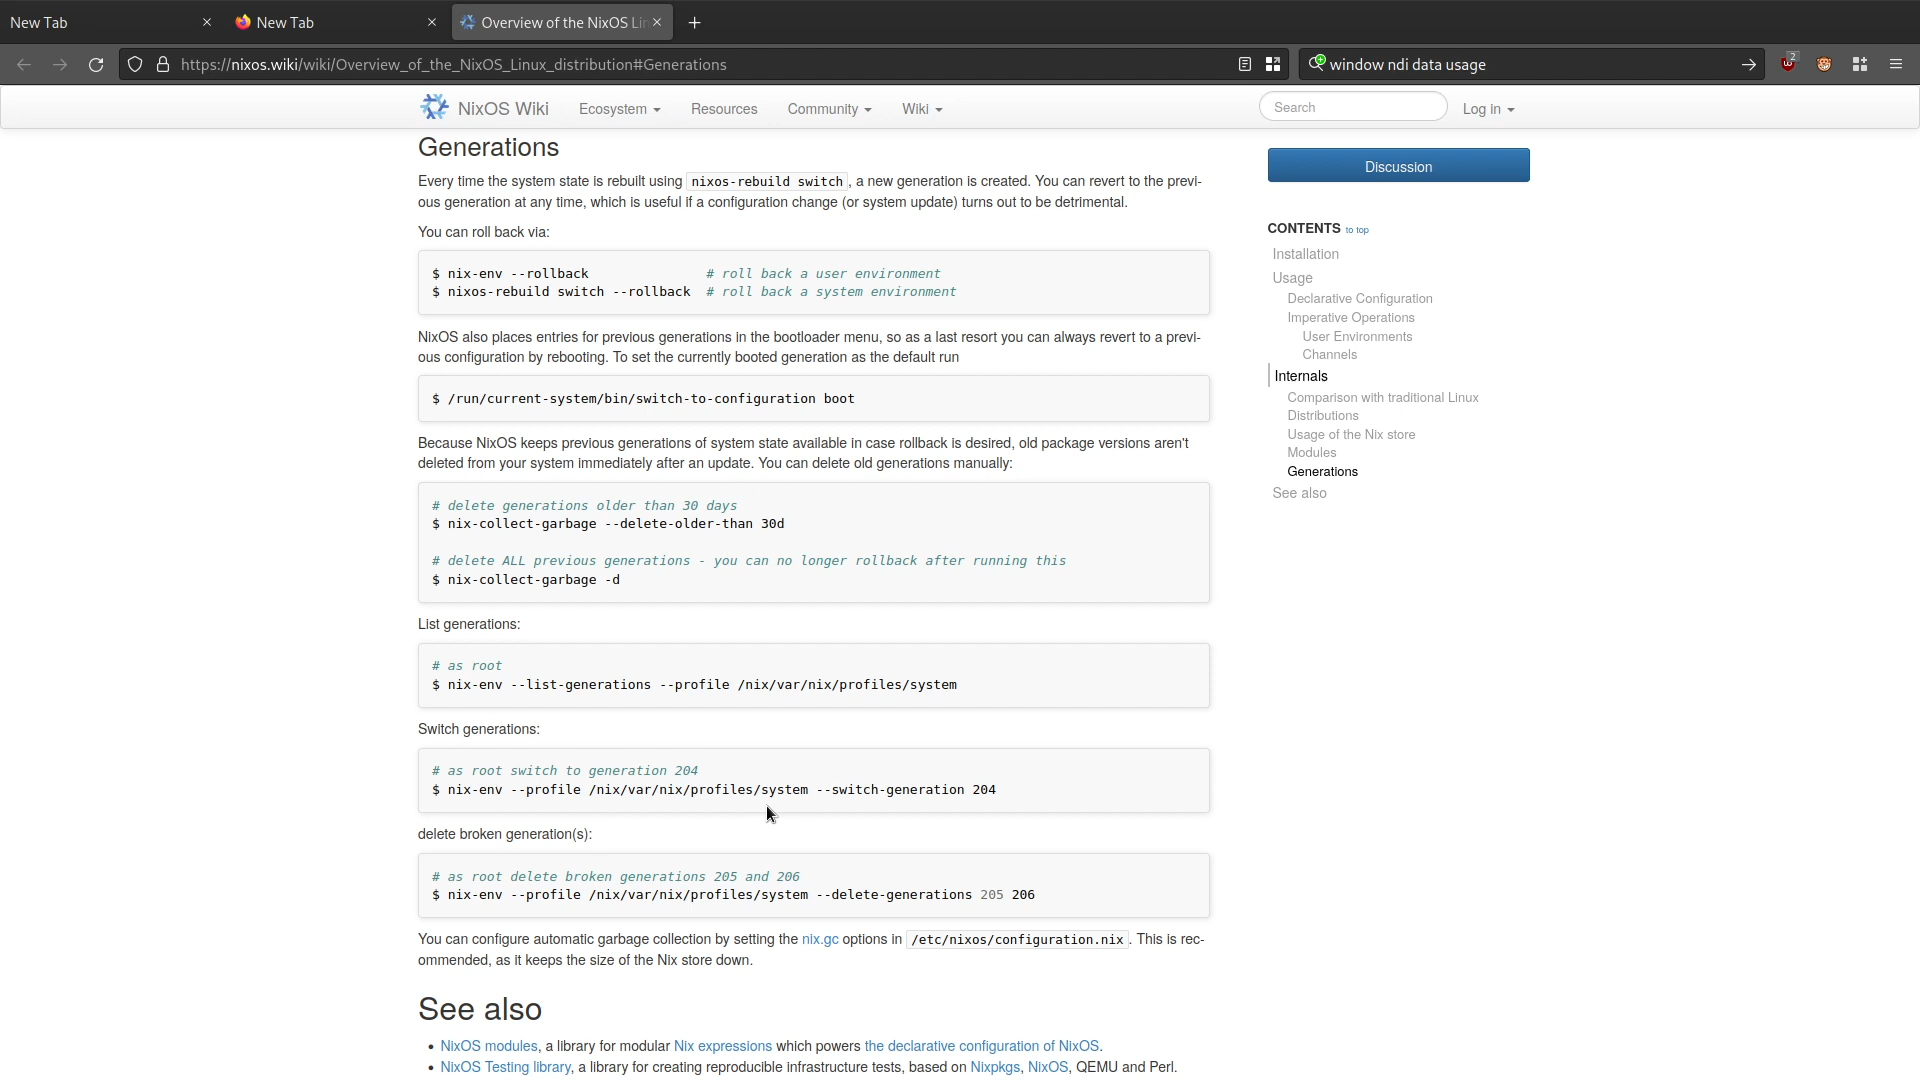 New Tab
New Tab
Overview of the NixOS Lin
https://nixos.wiki/wiki/Overview_of_the_NixOS_Linux_distribution#Generations
window ndi data usage
2
NixOS Wiki
Ecosystem
Resources
Community
Wiki
Search
Log in
Generations
Every time the system state is rebuilt using nixos-rebuild switch, a new generation is created. You can revert to the previ-
ous generation at any time, which is useful if a configuration change (or system update) turns out to be detrimental.
You can roll back via:
$ nix-env --rollback               # roll back a user environment
$ nixos-rebuild switch --rollback  # roll back a system environment
NixOS also places entries for previous generations in the bootloader menu, so as a last resort you can always revert to a previ-
ous configuration by rebooting. To set the currently booted generation as the default run
$ /run/current-system/bin/switch-to-configuration boot
Because NixOS keeps previous generations of system state available in case rollback is desired, old package versions aren't
deleted from your system immediately after an update. You can delete old generations manually:
# delete generations older than 30 days
$ nix-collect-garbage --delete-older-than 30d
# delete ALL previous generations - you can no longer rollback after running this
$ nix-collect-garbage -d
List generations:
# as root
$ nix-env --list-generations --profile /nix/var/nix/profiles/system
Switch generations:
# as root switch to generation 204
$ nix-env --profile /nix/var/nix/profiles/system --switch-generation 204
delete broken generation(s):
# as root delete broken generations 205 and 206
$ nix-env --profile /nix/var/nix/profiles/system --delete-generations 205 206
You can configure automatic garbage collection by setting the nix.gc options in /etc/nixos/configuration.nix. This is rec-
ommended, as it keeps the size of the Nix store down.
See also
• NixOS modules, a library for modular Nix expressions which powers the declarative configuration of NixOS.
• NixOS Testing library, a library for creating reproducible infrastructure tests, based on Nixpkgs, NixOS, QEMU and Perl.
Discussion
CONTENTS to top
Installation
Usage
Declarative Configuration
Imperative Operations
User Environments
Channels
Internals
Comparison with traditional Linux
Distributions
Usage of the Nix store
Modules
Generations
See also